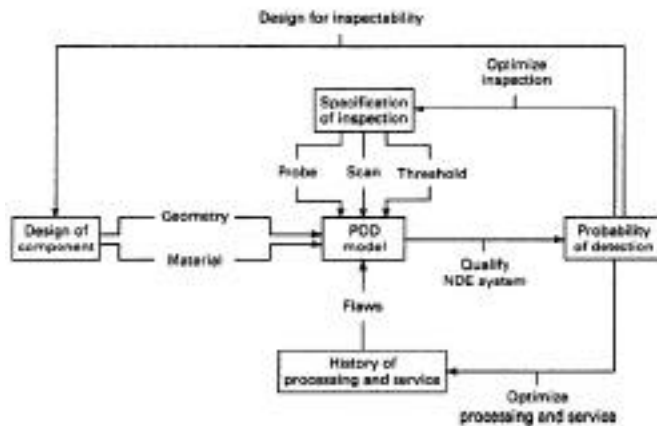 Design for inspectability
Optimize
inspection
Specification
of inspection
Probe
Scan
Threshold
Geometry
Design of
component
POD
model
Probability
of detection
Material
Qualify
NDE system
Flaws
History of
processing and service
Optimize
processing and service